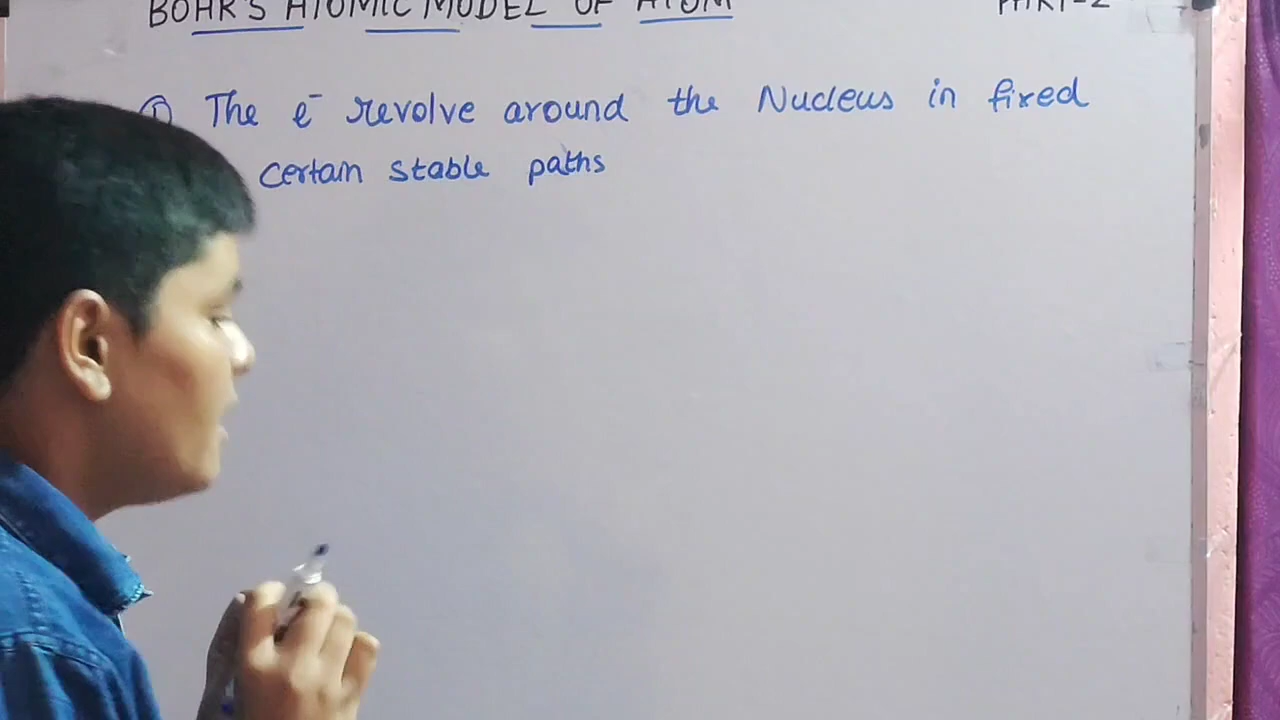 BOHR'S ATOMIC MODEL OF ATOM PART-2
① The e⁻ revolve around the Nucleus in fixed
certain stable paths